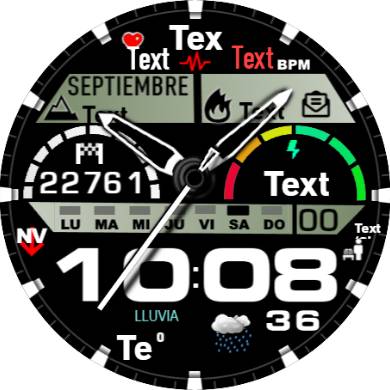 Tex
Text
Text BPM
SEPTIEMBRE
Text
Text
22761
Text
LU MA MI JU VI SA DO
00
NV
Text
10:08
LLUVIA
36
Te°